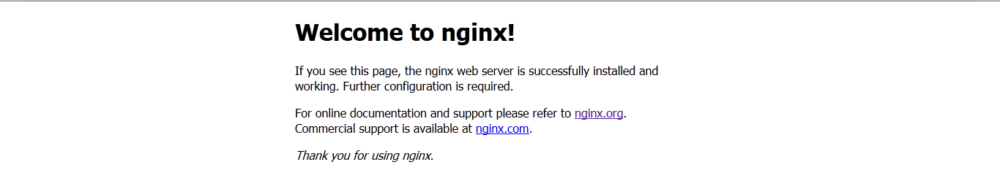 Welcome to nginx!
If you see this page, the nginx web server is successfully installed and
working. Further configuration is required.
For online documentation and support please refer to nginx.org.
Commercial support is available at nginx.com.
Thank you for using nginx.